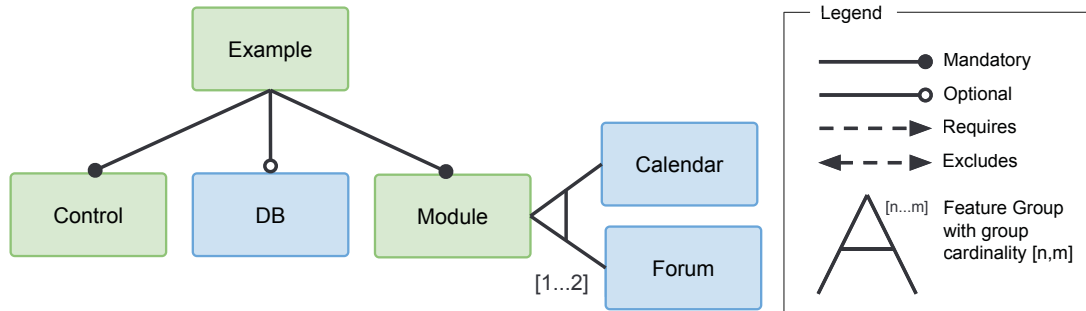 Example
Control
DB
Module
Calendar
Forum
[1...2]
Legend
Mandatory
Optional
Requires
Excludes
[n...m]
Feature Group
with group
cardinality [n,m]